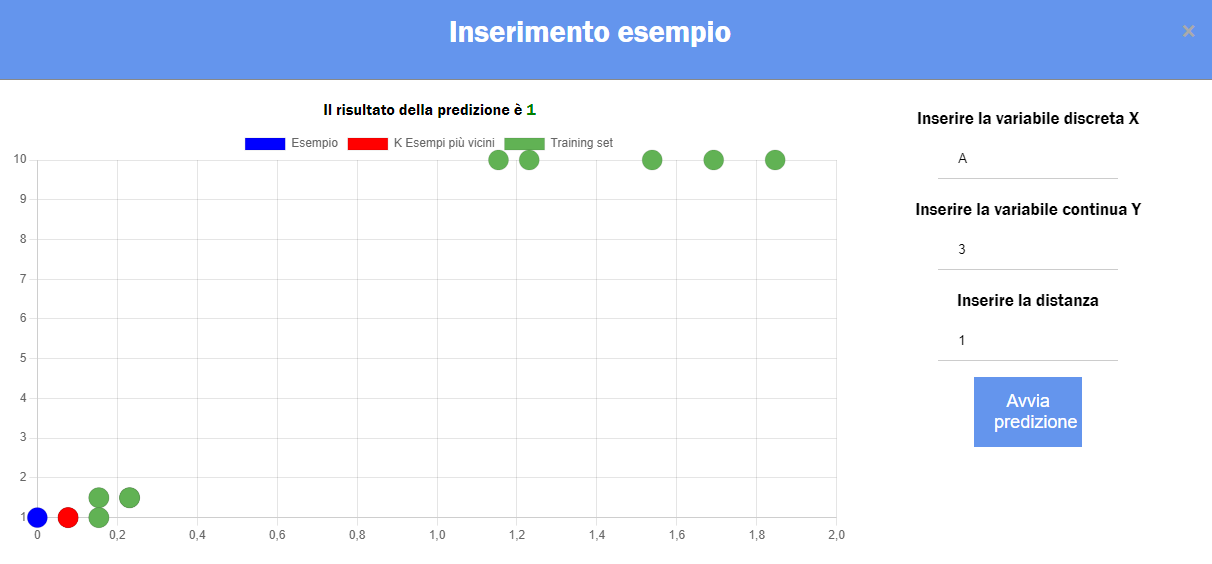 Inserimento esempio
×
Il risultato della predizione è 1
Esempio K Esempi più vicini Training set
10
9
8
7
6
5
4
3
2
1
0 0,2 0,4 0,6 0,8 1,0 1,2 1,4 1,6 1,8 2,0
Inserire la variabile discreta X
A
Inserire la variabile continua Y
3
Inserire la distanza
1
Avvia
predizione